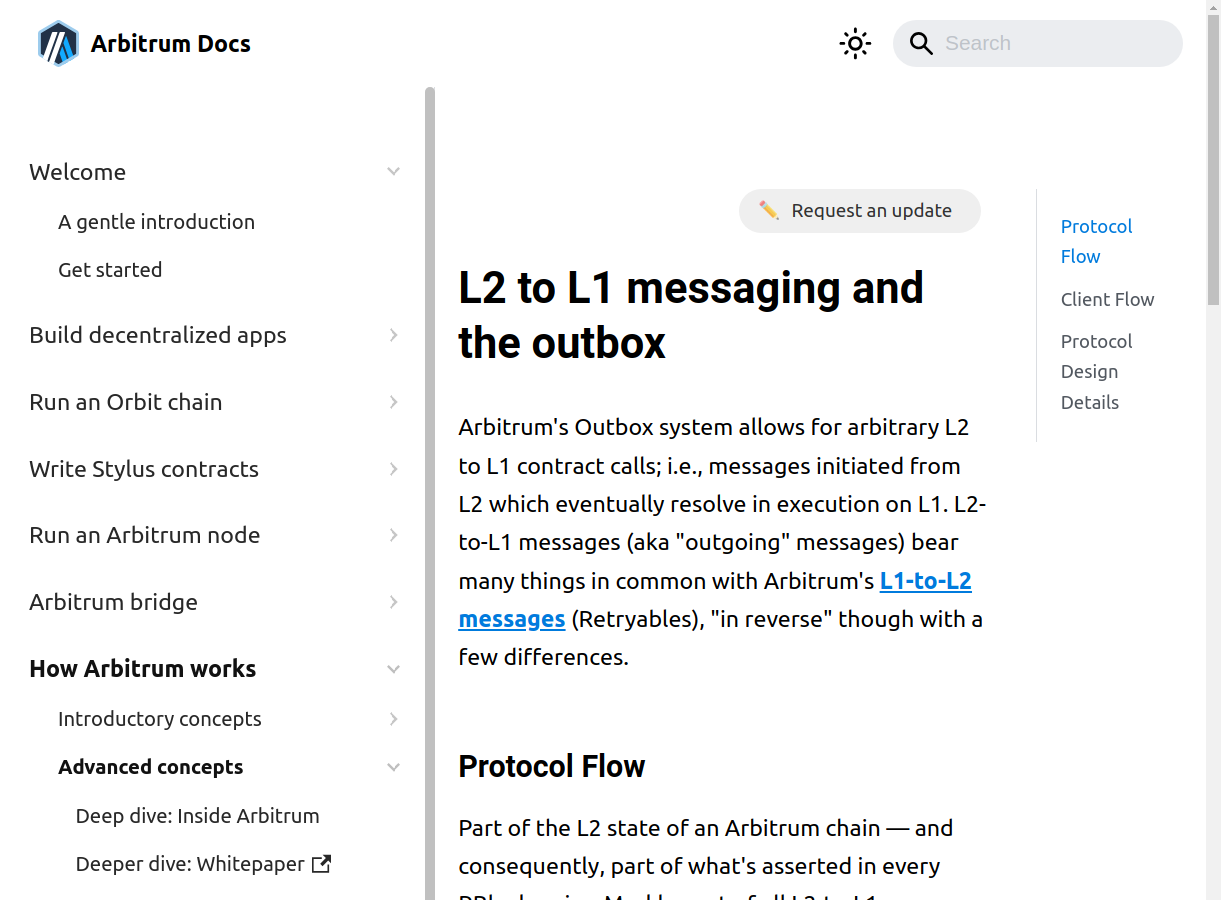 Arbitrum Docs
Search
Welcome
A gentle introduction
Get started
Build decentralized apps
Run an Orbit chain
Write Stylus contracts
Run an Arbitrum node
Arbitrum bridge
How Arbitrum works
Introductory concepts
Advanced concepts
Deep dive: Inside Arbitrum
Deeper dive: Whitepaper
Request an update
L2 to L1 messaging and
the outbox
Arbitrum's Outbox system allows for arbitrary L2
to L1 contract calls; i.e., messages initiated from
L2 which eventually resolve in execution on L1. L2-
to-L1 messages (aka "outgoing" messages) bear
many things in common with Arbitrum's L1-to-L2
messages (Retryables), "in reverse" though with a
few differences.
Protocol Flow
Part of the L2 state of an Arbitrum chain — and
consequently, part of what's asserted in every
Protocol
Flow
Client Flow
Protocol
Design
Details